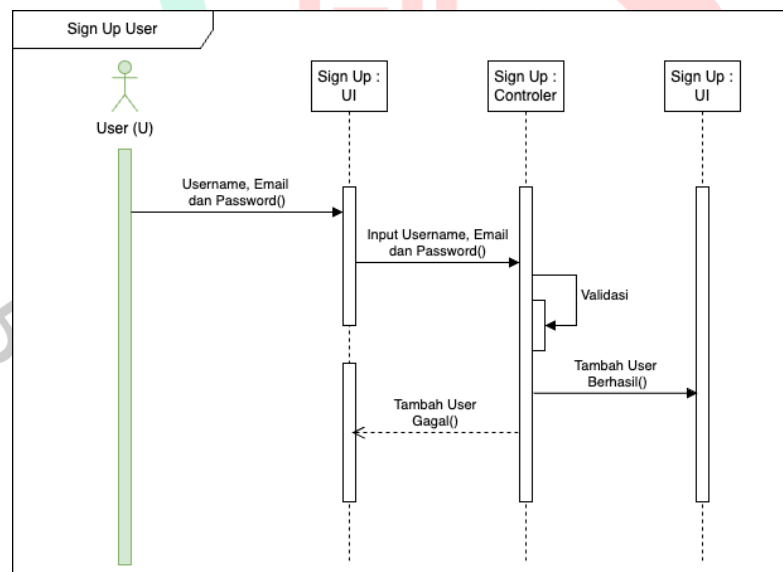 Sign Up User
Sign Up :
UI
Sign Up :
Controler
Sign Up :
UI
User (U)
Username, Email
dan Password()
Input Username, Email
dan Password()
Validasi
Tambah User
Berhasil()
Tambah User
Gagal()